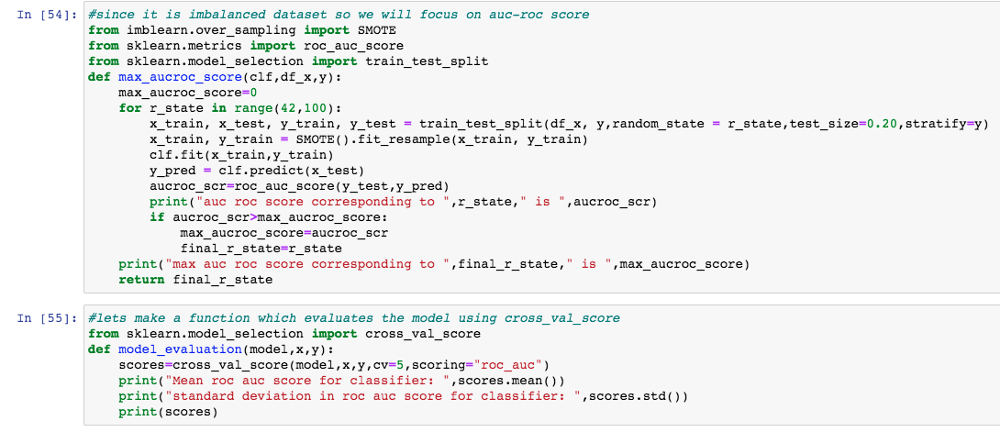 In [54]: #since it is imbalanced dataset so we will focus on auc-roc score
from imblearn.over_sampling import SMOTE
from sklearn.metrics import roc_auc_score
from sklearn.model_selection import train_test_split
def max_aucroc_score(clf,df_x,y):
    max_aucroc_score=0
    for r_state in range(42,100):
        x_train, x_test, y_train, y_test = train_test_split(df_x, y,random_state = r_state,test_size=0.20,stratify=y)
        x_train, y_train = SMOTE().fit_resample(x_train, y_train)
        clf.fit(x_train,y_train)
        y_pred = clf.predict(x_test)
        aucroc_scr=roc_auc_score(y_test,y_pred)
        print("auc roc score corresponding to ",r_state," is ",aucroc_scr)
        if aucroc_scr>max_aucroc_score:
            max_aucroc_score=aucroc_scr
            final_r_state=r_state
    print("max auc roc score corresponding to ",final_r_state," is ",max_aucroc_score)
    return final_r_state
In [55]: #lets make a function which evaluates the model using cross_val_score
from sklearn.model_selection import cross_val_score
def model_evaluation(model,x,y):
    scores=cross_val_score(model,x,y,cv=5,scoring="roc_auc")
    print("Mean roc auc score for classifier: ",scores.mean())
    print("standard deviation in roc auc score for classifier: ",scores.std())
    print(scores)